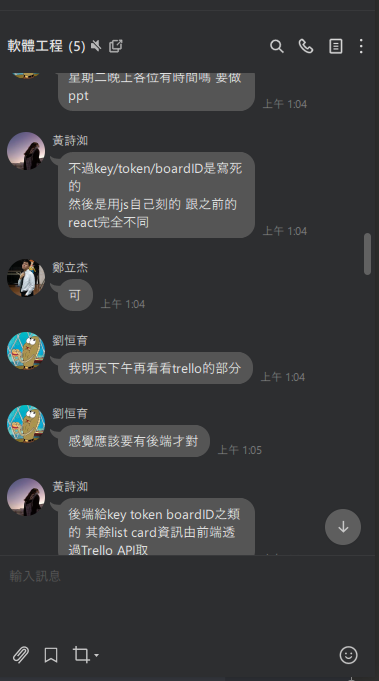 軟體工程 (5)
星期二晚上各位有時間嗎 要做
ppt
上午 1:04
黃詩洳
不過key/token/boardID是寫死
的
然後是用js自己刻的 跟之前的
react完全不同
上午 1:04
鄭立杰
可
上午 1:04
劉恒育
我明天下午再看看trello的部分
上午 1:04
劉恒育
感覺應該要有後端才對
上午 1:05
黃詩洳
後端給key token boardID之類
的 其餘list card資訊由前端透
過Trello API取
輸入訊息